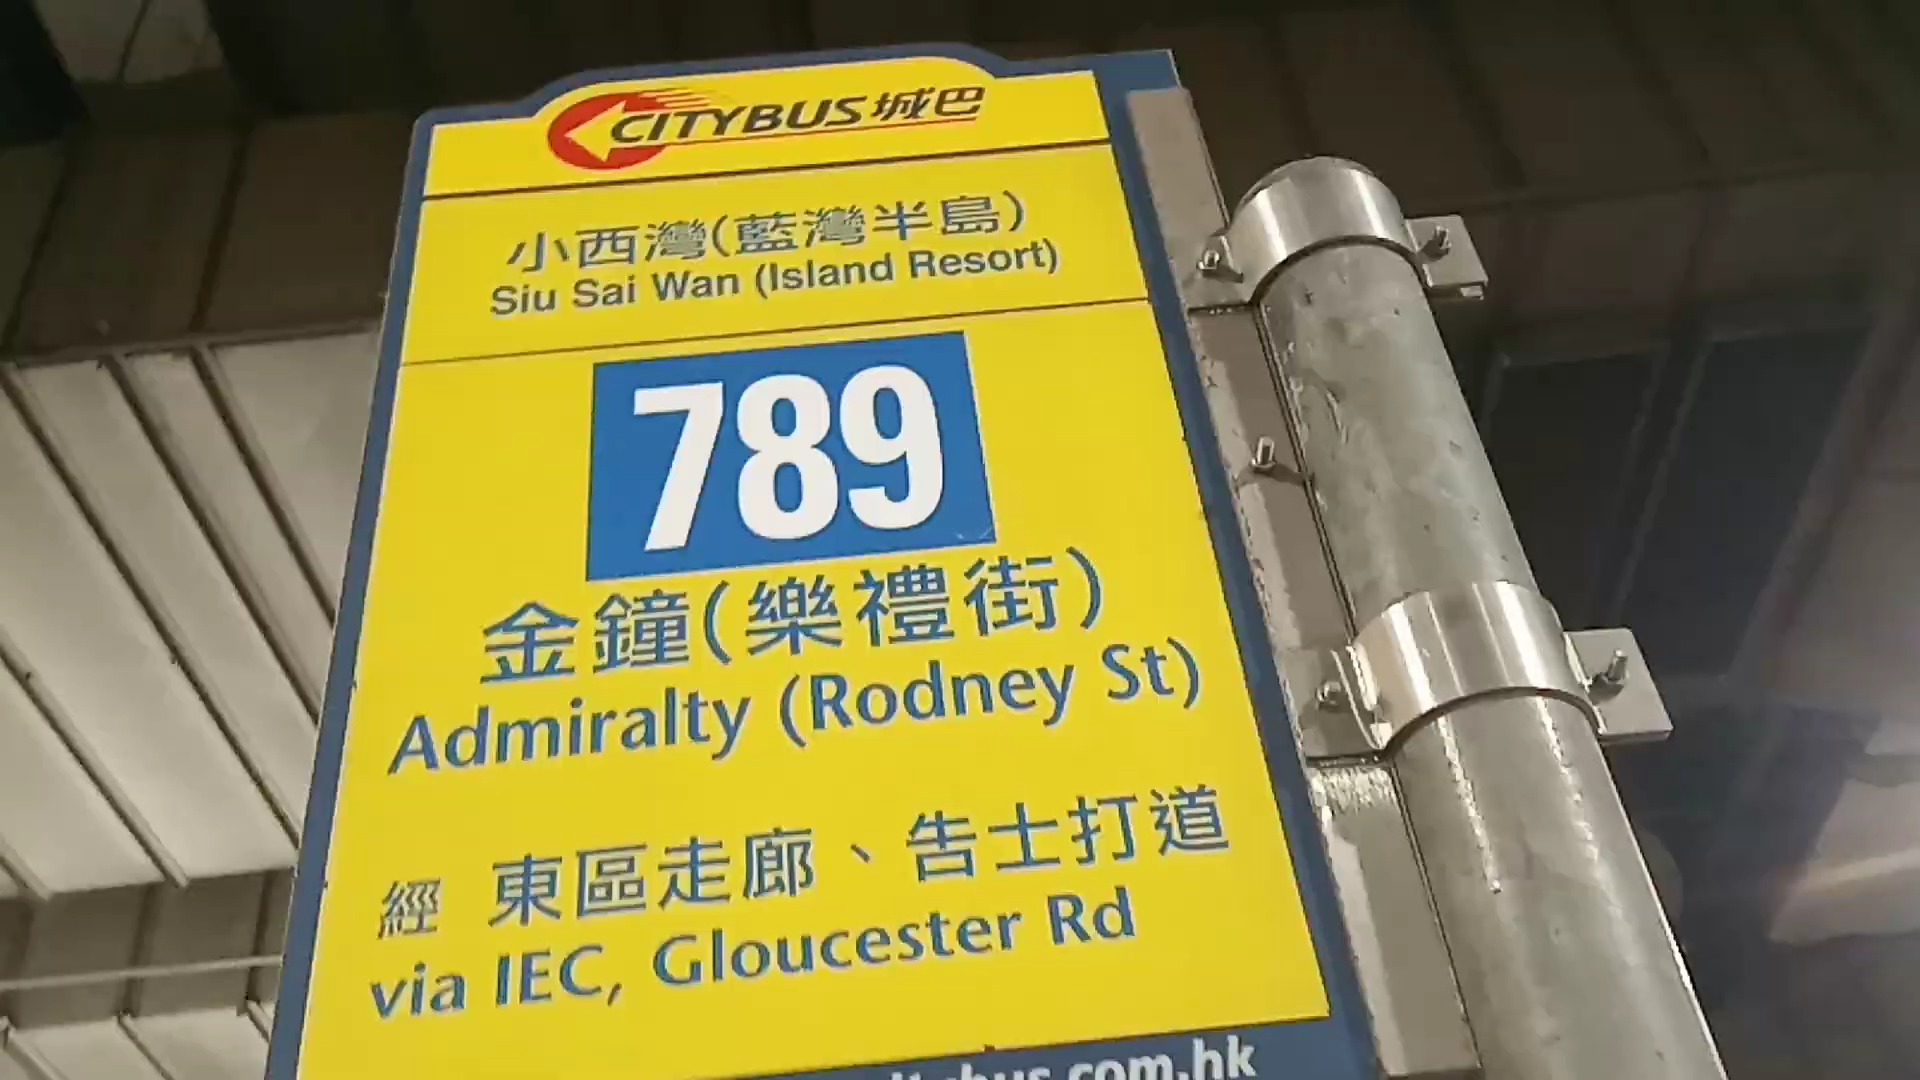 CITYBUS 城巴
小西灣(藍灣半島)
Siu Sai Wan (Island Resort)
789
金鐘(樂禮街)
Admiralty (Rodney St)
經 東區走廊、告士打道
via IEC, Gloucester Rd
citybus.com.hk